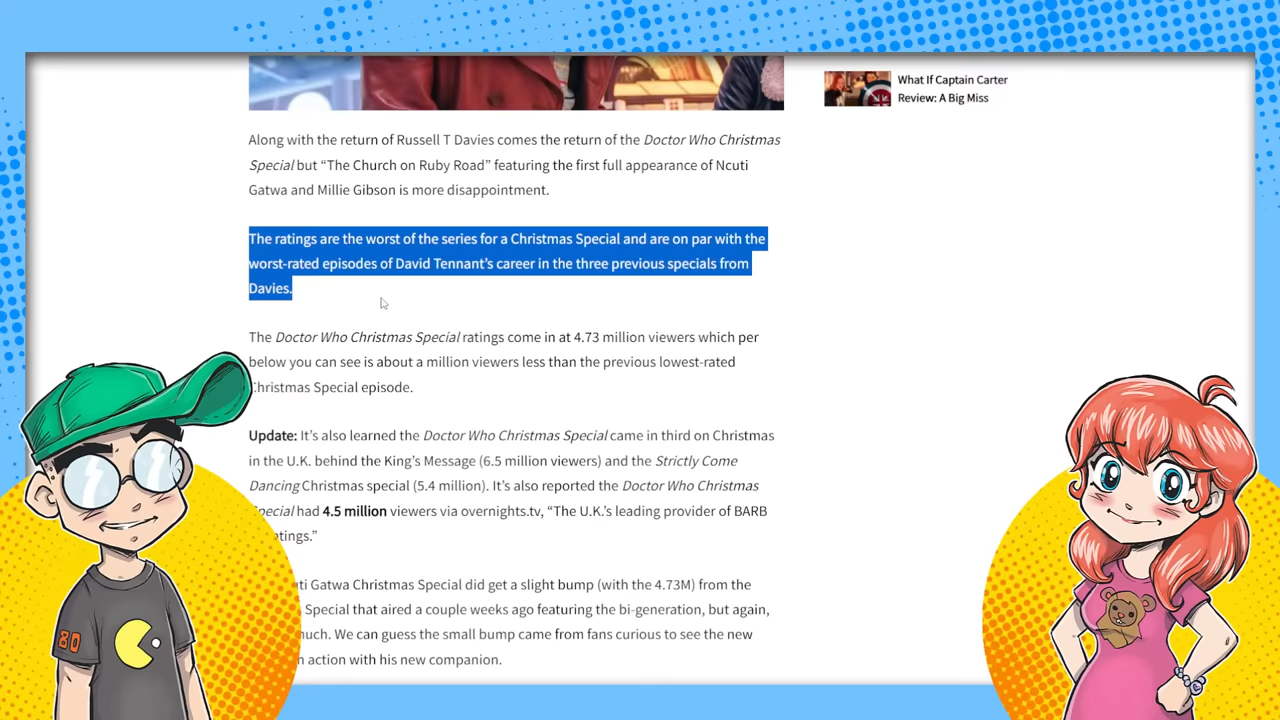 What If Captain Carter
Review: A Big Miss
Along with the return of Russell T Davies comes the return of the Doctor Who Christmas
Special but “The Church on Ruby Road” featuring the first full appearance of Ncuti
Gatwa and Millie Gibson is more disappointment.
The ratings are the worst of the series for a Christmas Special and are on par with the
worst-rated episodes of David Tennant’s career in the three previous specials from
Davies.
The Doctor Who Christmas Special ratings come in at 4.73 million viewers which per
below you can see is about a million viewers less than the previous lowest-rated
Christmas Special episode.
Update: It’s also learned the Doctor Who Christmas Special came in third on Christmas
in the U.K. behind the King’s Message (6.5 million viewers) and the Strictly Come
Dancing Christmas special (5.4 million). It’s also reported the Doctor Who Christmas
Special had 4.5 million viewers via overnights.tv, “The U.K.’s leading provider of BARB
Gatwa Christmas Special did get a slight bump (with the 4.73M) from the
Special that aired a couple weeks ago featuring the bi-generation, but again,
much. We can guess the small bump came from fans curious to see the new
action with his new companion.
80